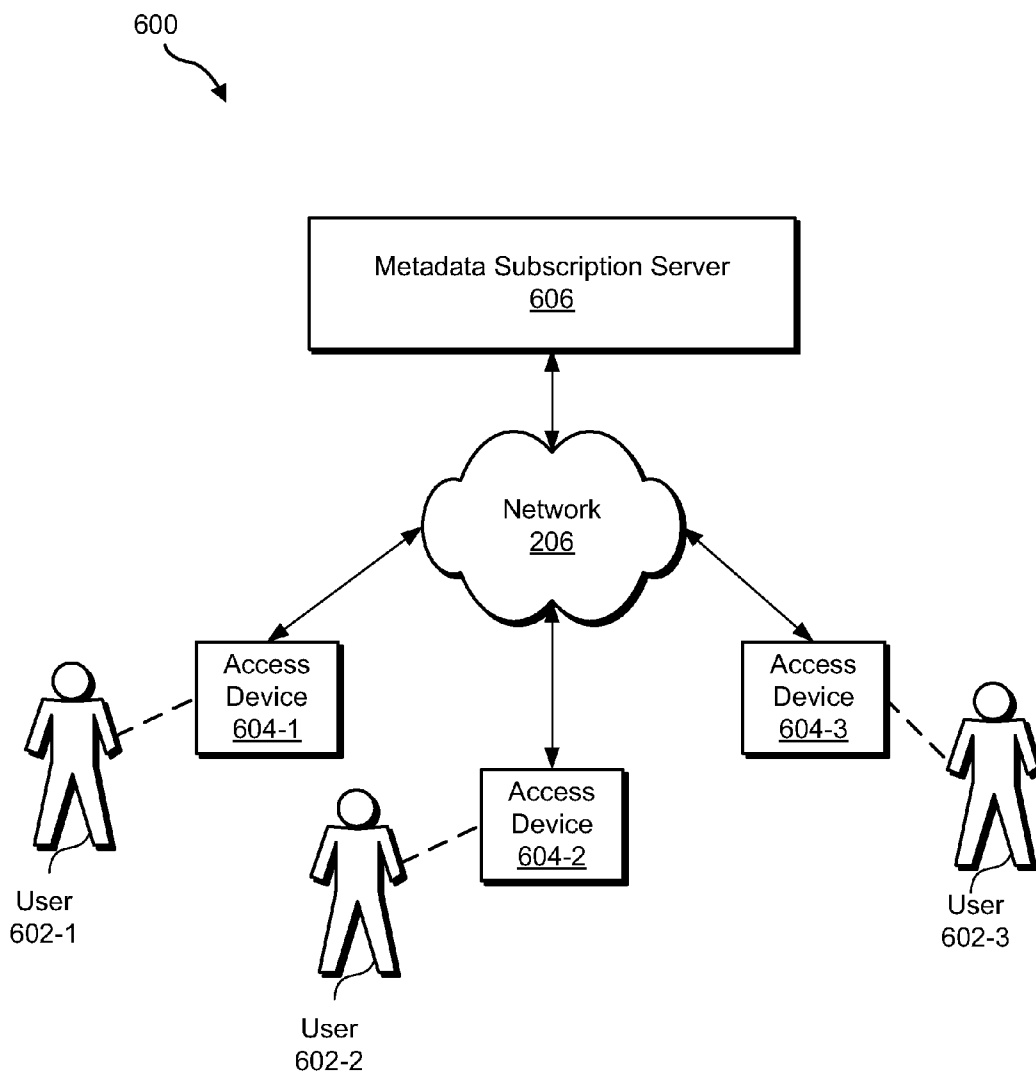 600
Metadata Subscription Server
606
Network
206
Access
Device
604-1
Access
Device
604-3
Access
Device
604-2
User
602-1
User
602-3
User
602-2